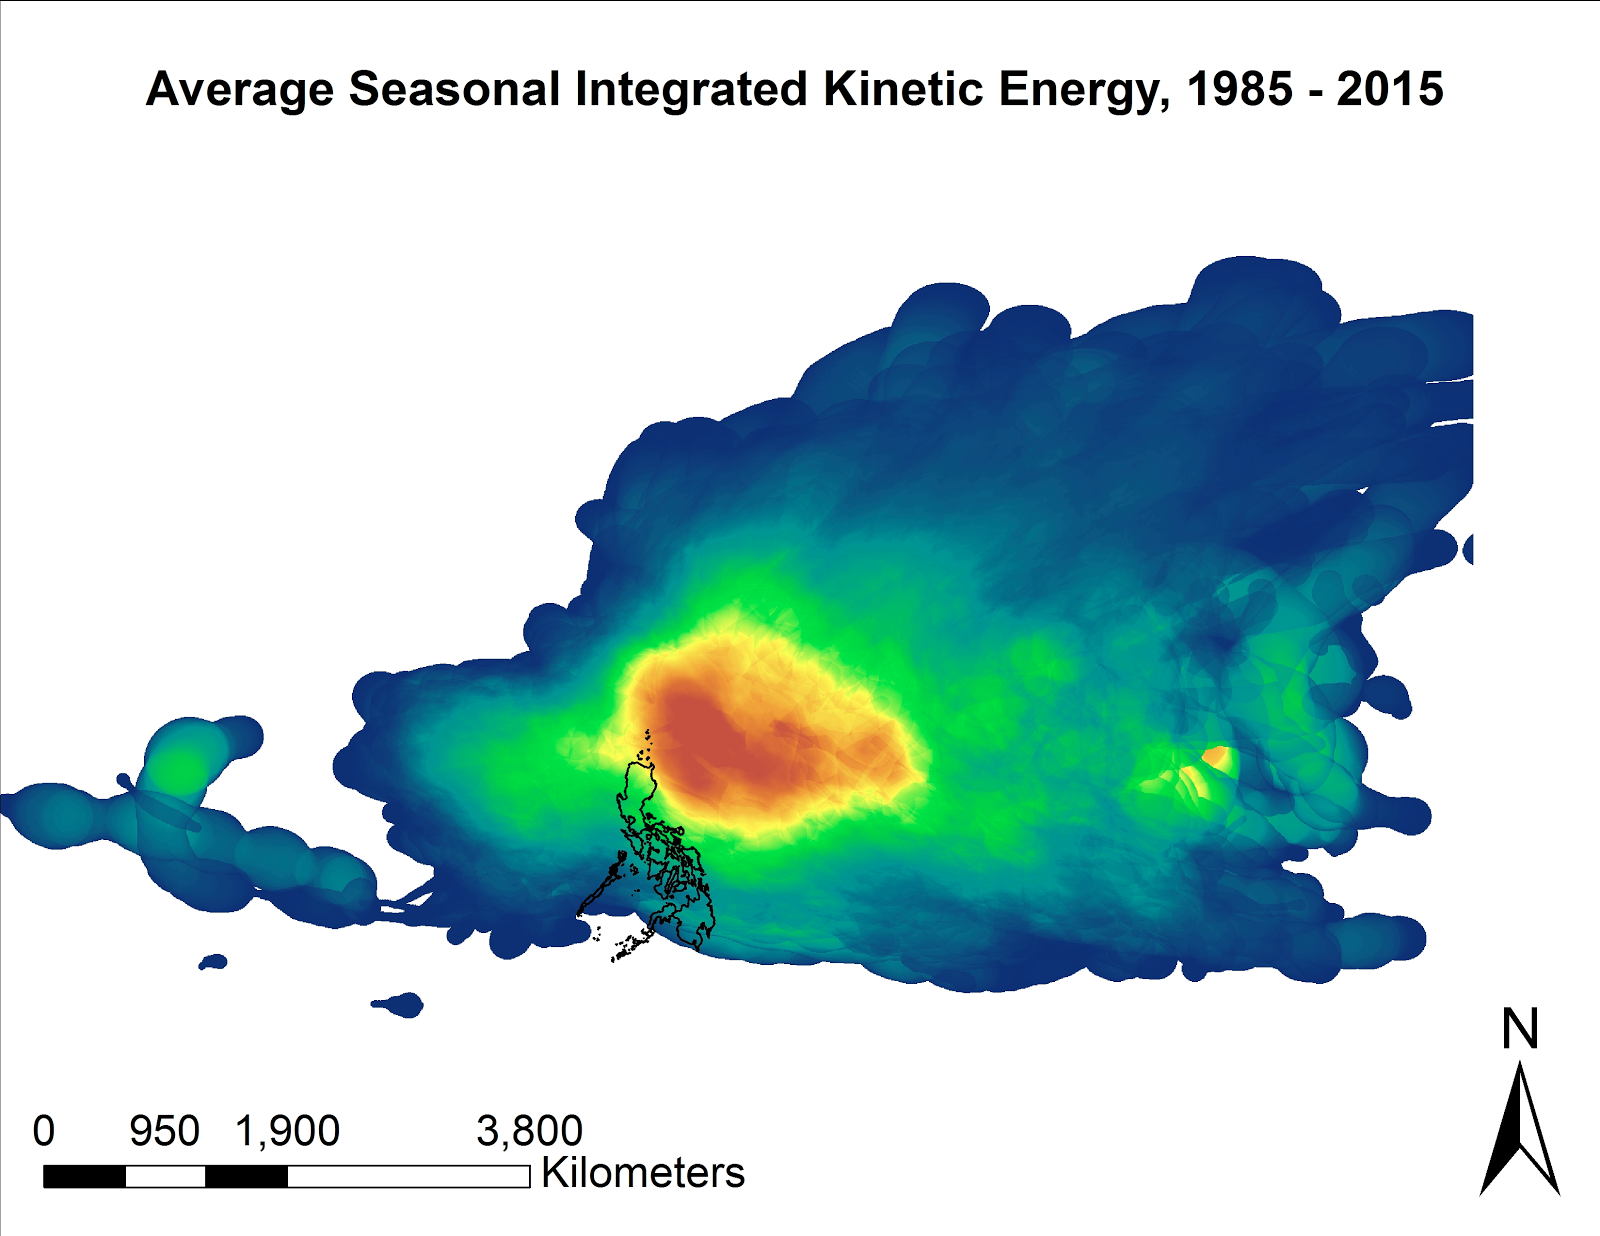 Average Seasonal Integrated Kinetic Energy, 1985 - 2015
N
0 950 1,900 3,800
Kilometers